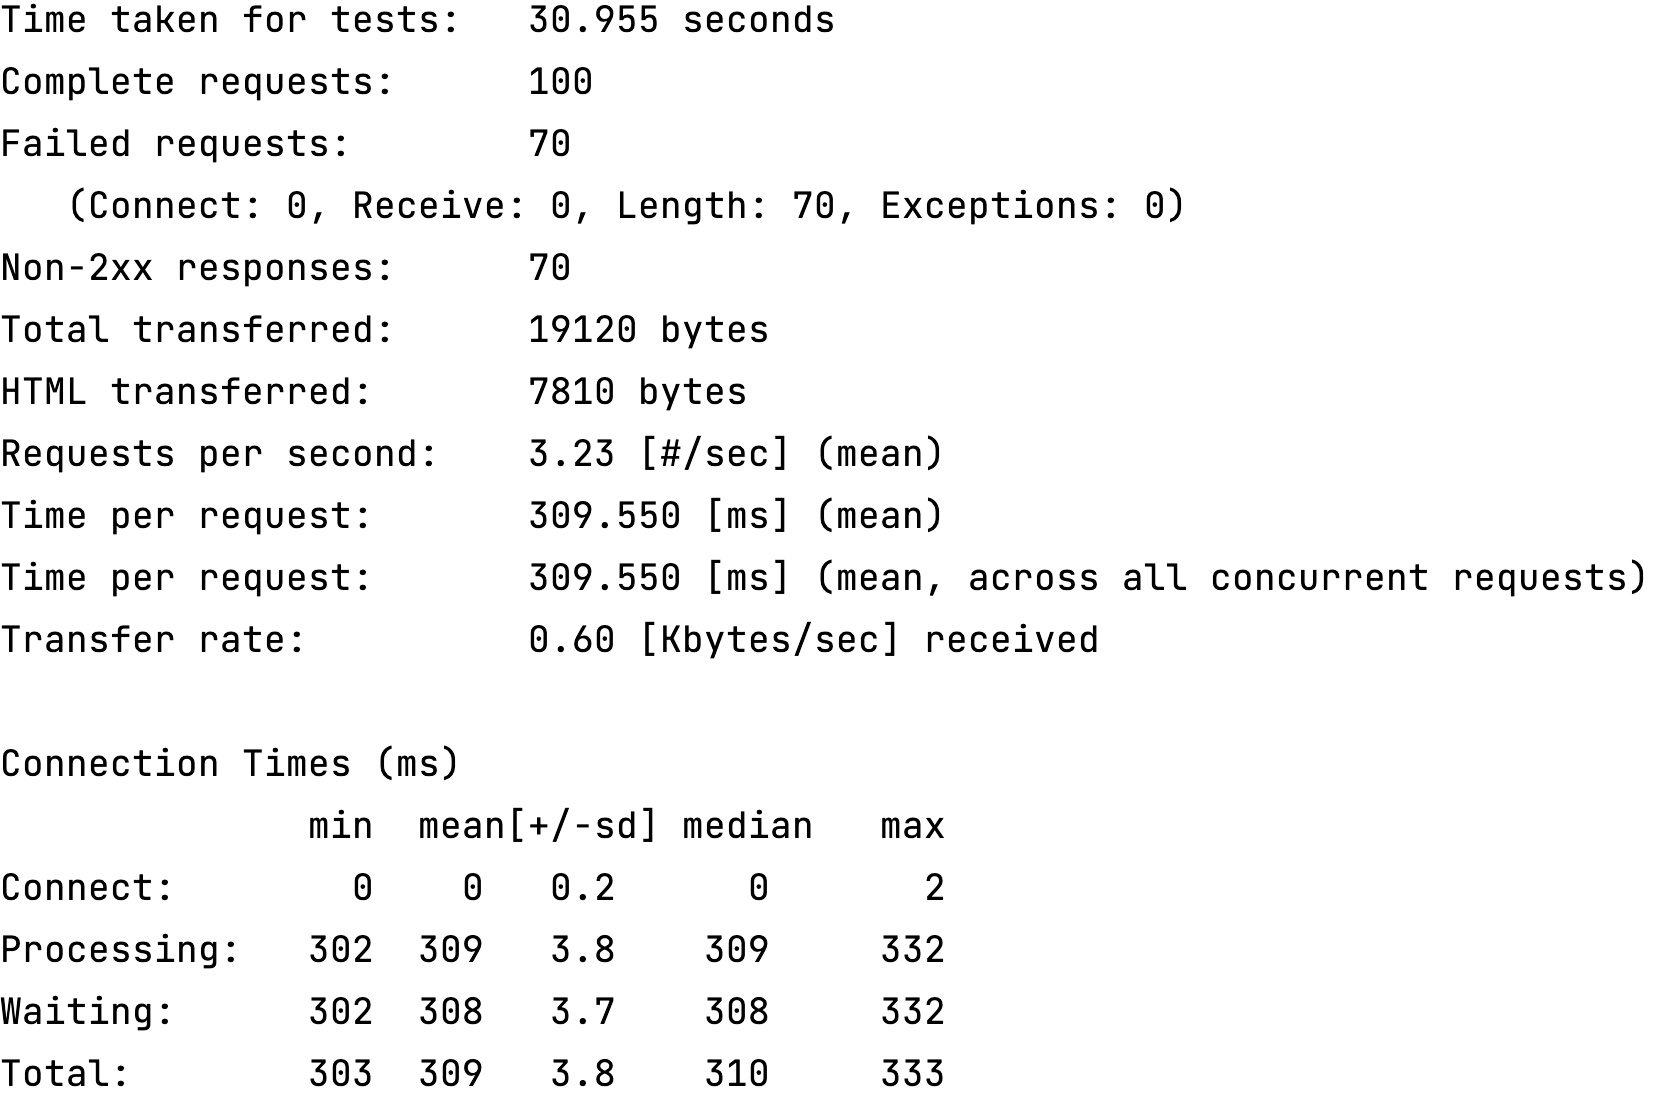 Time taken for tests:   30.955 seconds
Complete requests:      100
Failed requests:        70
   (Connect: 0, Receive: 0, Length: 70, Exceptions: 0)
Non-2xx responses:      70
Total transferred:      19120 bytes
HTML transferred:       7810 bytes
Requests per second:    3.23 [#/sec] (mean)
Time per request:       309.550 [ms] (mean)
Time per request:       309.550 [ms] (mean, across all concurrent requests)
Transfer rate:          0.60 [Kbytes/sec] received

Connection Times (ms)
              min  mean[+/-sd] median   max
Connect:        0    0   0.2      0       2
Processing:   302  309   3.8    309     332
Waiting:      302  308   3.7    308     332
Total:        303  309   3.8    310     333